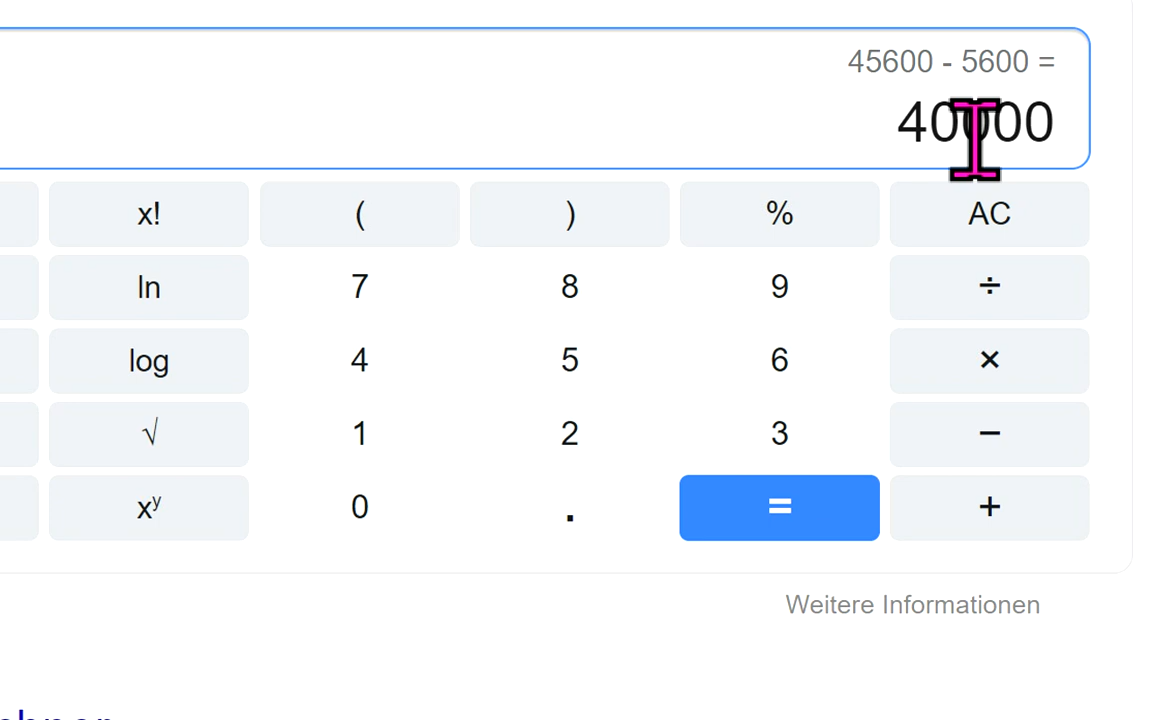 45600 - 5600 =
40000
x! ( ) % AC
ln 7 8 9 ÷
log 4 5 6 ×
√ 1 2 3 −
xʸ 0 . = +
Weitere Informationen